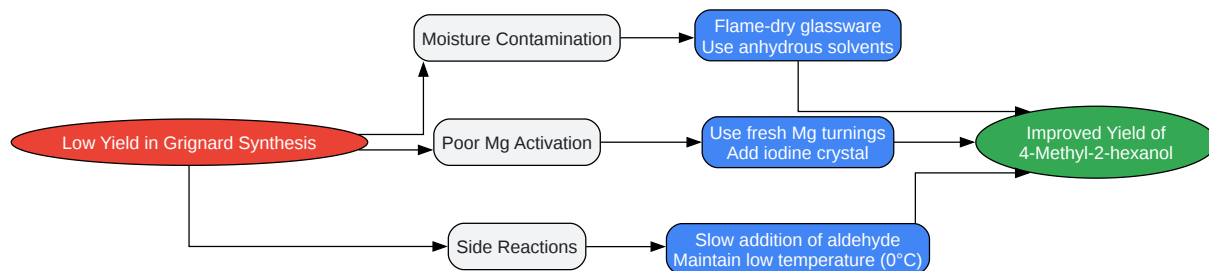 Low Yield in Grignard Synthesis
Moisture Contamination
Flame-dry glassware
Use anhydrous solvents
Poor Mg Activation
Use fresh Mg turnings
Add iodine crystal
Side Reactions
Slow addition of aldehyde
Maintain low temperature (0°C)
Improved Yield of
4-Methyl-2-hexanol